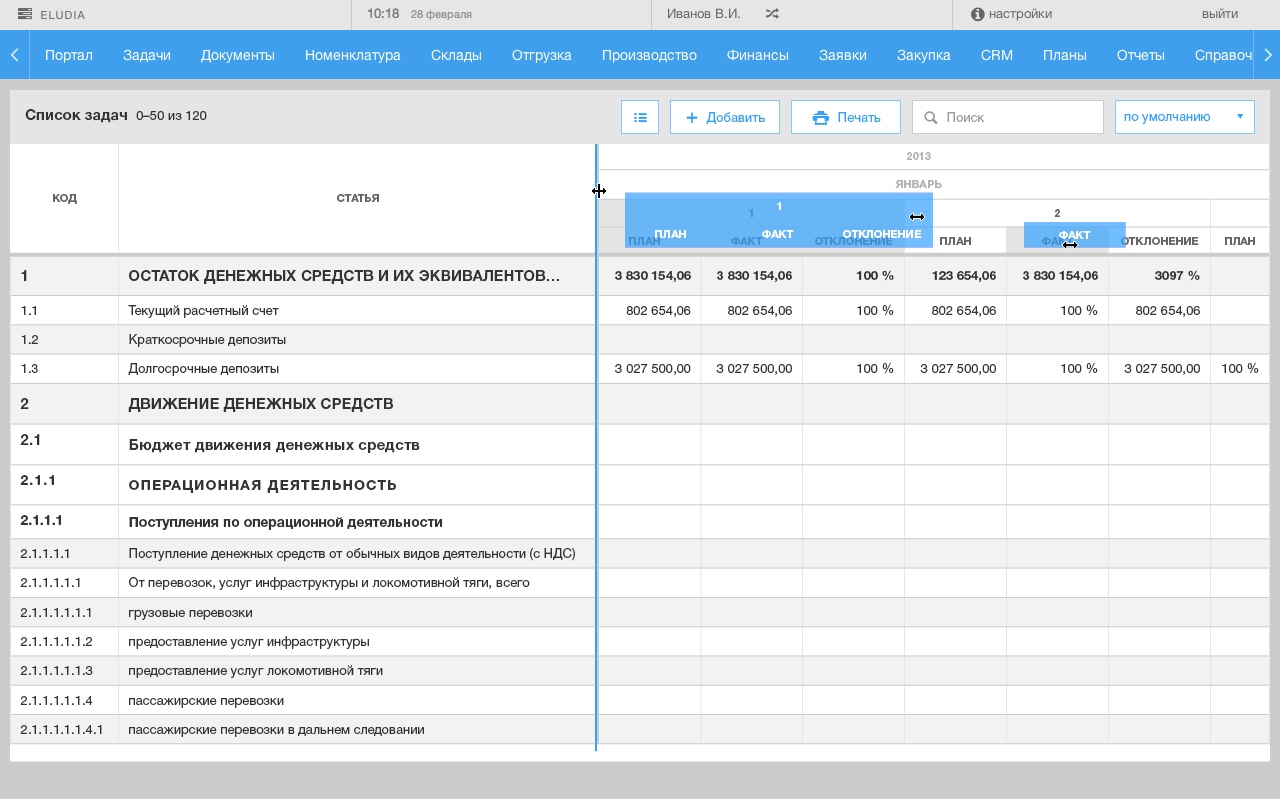 ELUDIA 10:18 28 февраля Иванов В.И. настройки выйти
Портал Задачи Документы Номенклатура Склады Отгрузка Производство Финансы Заявки Закупка CRM Планы Отчеты Справоч
Список задач 0–50 из 120 Добавить Печать Поиск по умолчанию
2013
ЯНВАРЬ
КОД СТАТЬЯ
1
1 2
ПЛАН ФАКТ ОТКЛОНЕНИЕ ФАКТ
ПЛАН ФАКТ ОТКЛОНЕНИЕ ПЛАН ФАКТ ОТКЛОНЕНИЕ ПЛАН
1 ОСТАТОК ДЕНЕЖНЫХ СРЕДСТВ И ИХ ЭКВИВАЛЕНТОВ… 3 830 154,06 3 830 154,06 100 % 123 654,06 3 830 154,06 3097 %
1.1 Текущий расчетный счет 802 654,06 802 654,06 100 % 802 654,06 100 % 802 654,06
1.2 Краткосрочные депозиты
1.3 Долгосрочные депозиты 3 027 500,00 3 027 500,00 100 % 3 027 500,00 100 % 3 027 500,00 100 %
2 ДВИЖЕНИЕ ДЕНЕЖНЫХ СРЕДСТВ
2.1 Бюджет движения денежных средств
2.1.1 ОПЕРАЦИОННАЯ ДЕЯТЕЛЬНОСТЬ
2.1.1.1 Поступления по операционной деятельности
2.1.1.1.1 Поступление денежных средств от обычных видов деятельности (с НДС)
2.1.1.1.1.1 От перевозок, услуг инфраструктуры и локомотивной тяги, всего
2.1.1.1.1.1.1 грузовые перевозки
2.1.1.1.1.1.2 предоставление услуг инфраструктуры
2.1.1.1.1.1.3 предоставление услуг локомотивной тяги
2.1.1.1.1.1.4 пассажирские перевозки
2.1.1.1.1.1.4.1 пассажирские перевозки в дальнем следовании